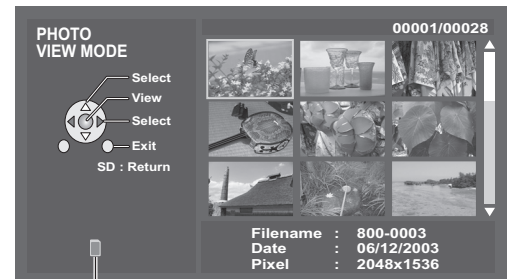 PHOTO
VIEW MODE
Select
View
Select
Exit
SD : Return
00001/00028
Filename : 800-0003
Date : 06/12/2003
Pixel : 2048x1536